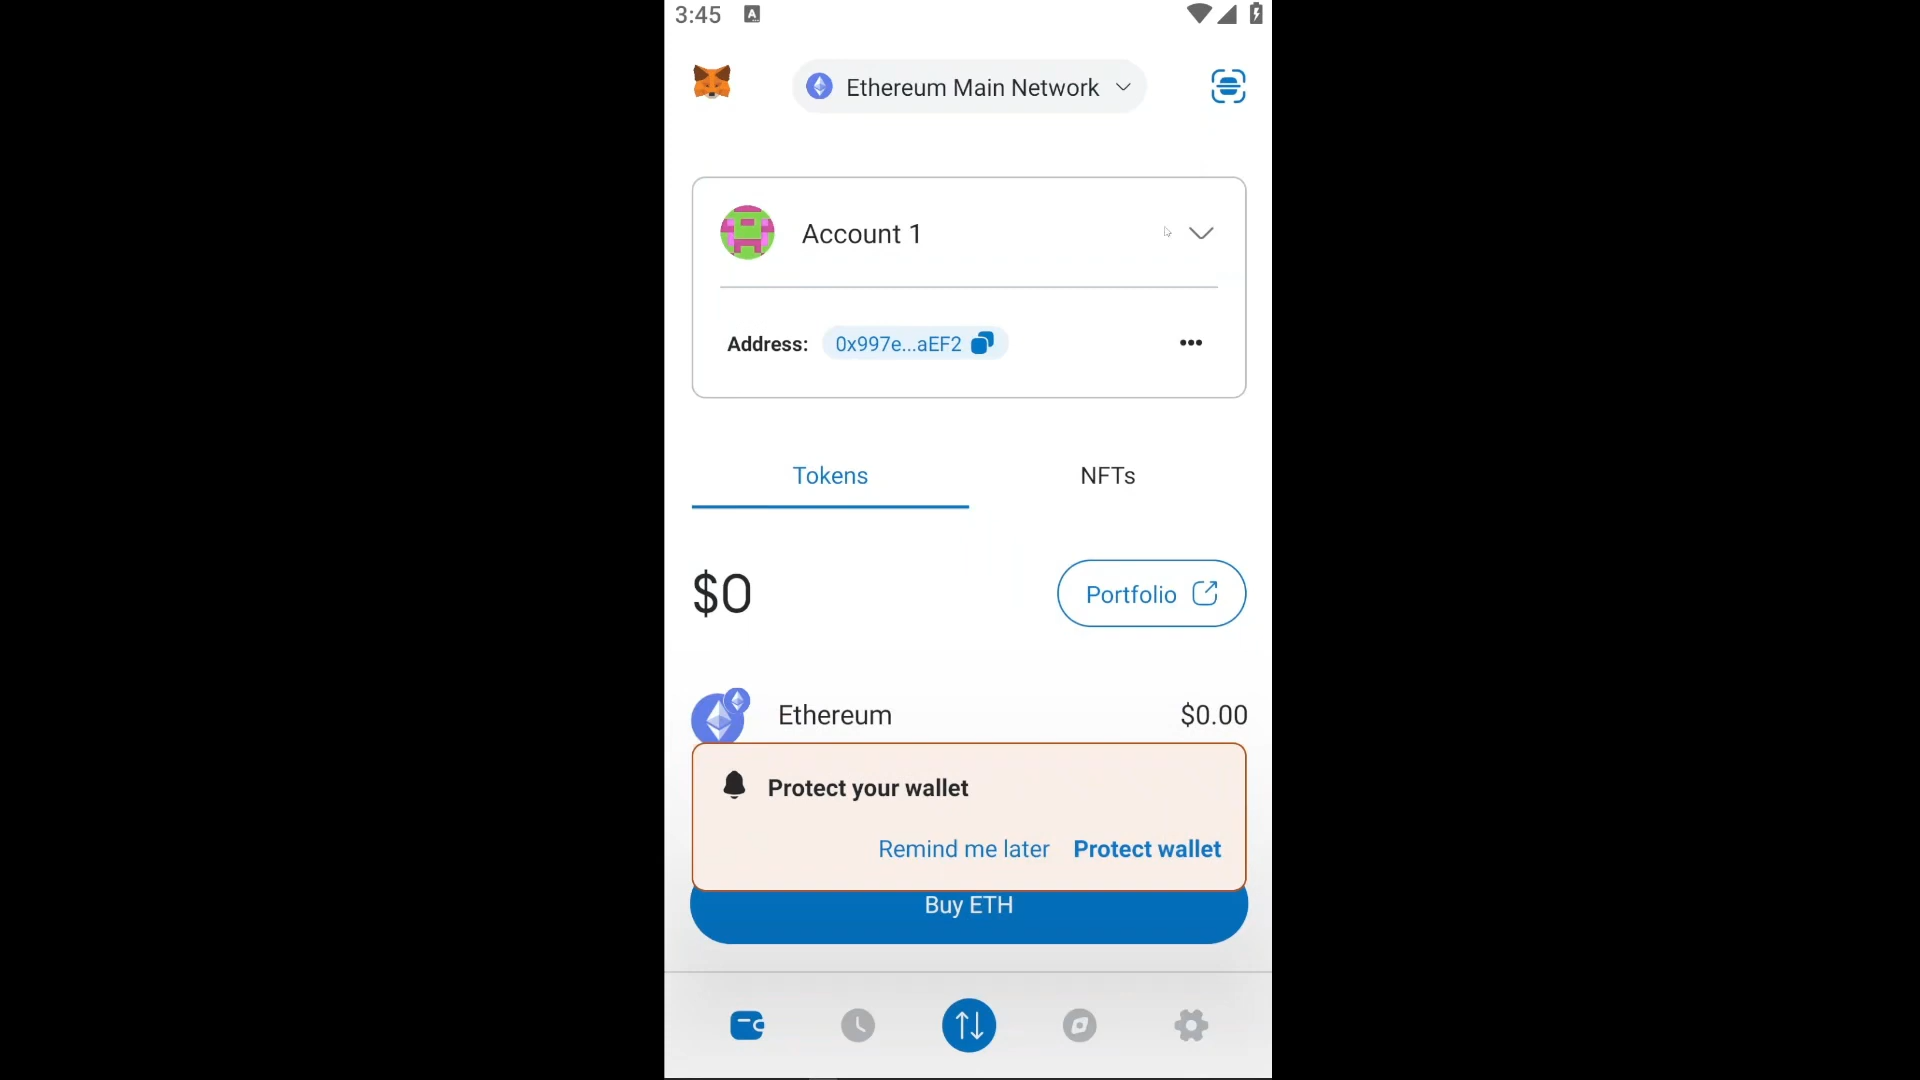 3:45
A
Ethereum Main Network
Account 1
Address: 0x997e...aEF2
Tokens NFTs
$0 Portfolio
Ethereum $0.00
Protect your wallet
Remind me later Protect wallet
Buy ETH